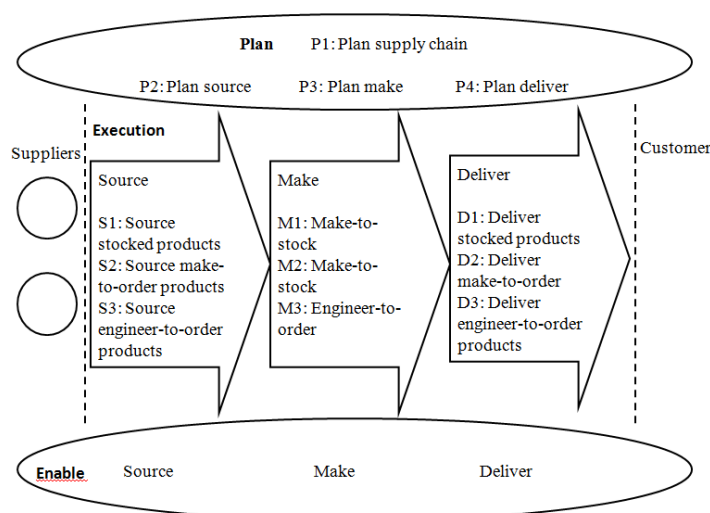 Plan P1: Plan supply chain
P2: Plan source P3: Plan make P4: Plan deliver
Execution
Suppliers
Customer
Source
S1: Source
stocked products
S2: Source make-
to-order products
S3: Source
engineer-to-order
products
Make
M1: Make-to-
stock
M2: Make-to-
stock
M3: Engineer-to-
order
Deliver
D1: Deliver
stocked products
D2: Deliver
make-to-order
D3: Deliver
engineer-to-order
products
Enable Source Make Deliver